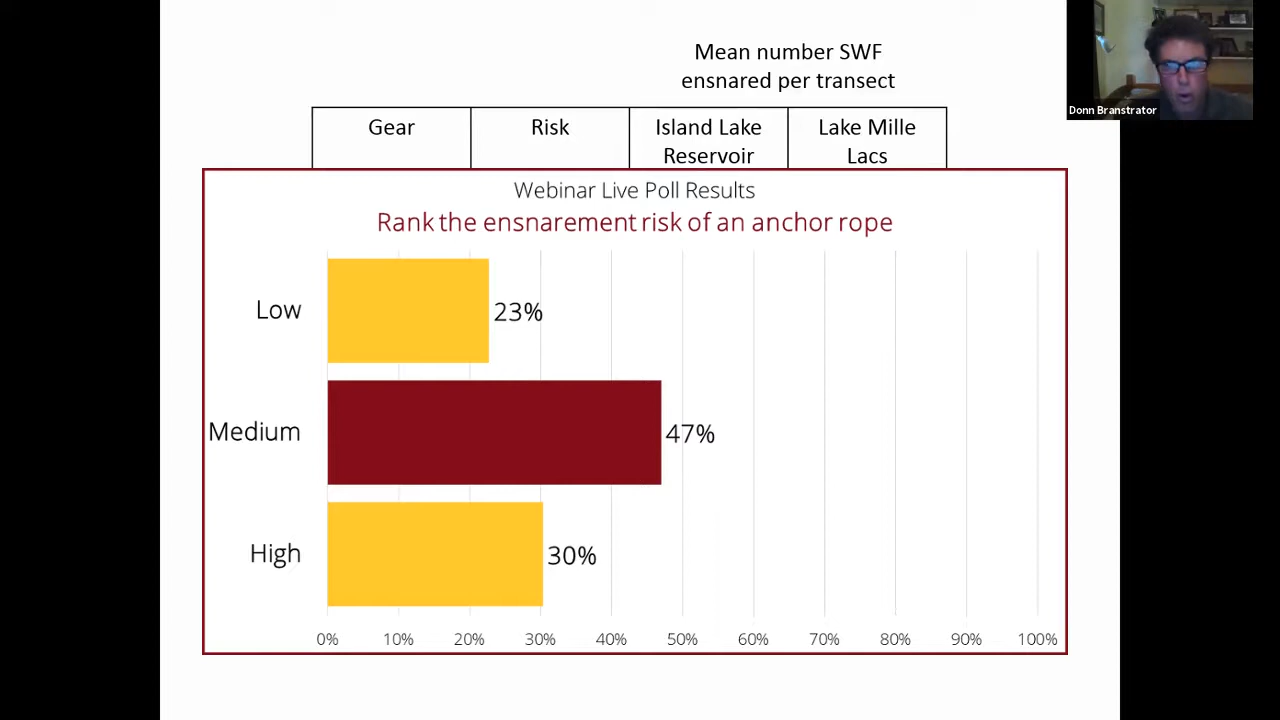 Mean number SWF
ensnared per transect
Donn Branstrator
Gear Risk Island Lake Lake Mille
Reservoir Lacs
Webinar Live Poll Results
Rank the ensnarement risk of an anchor rope
Low 23%
Medium 47%
High 30%
0% 10% 20% 30% 40% 50% 60% 70% 80% 90% 100%